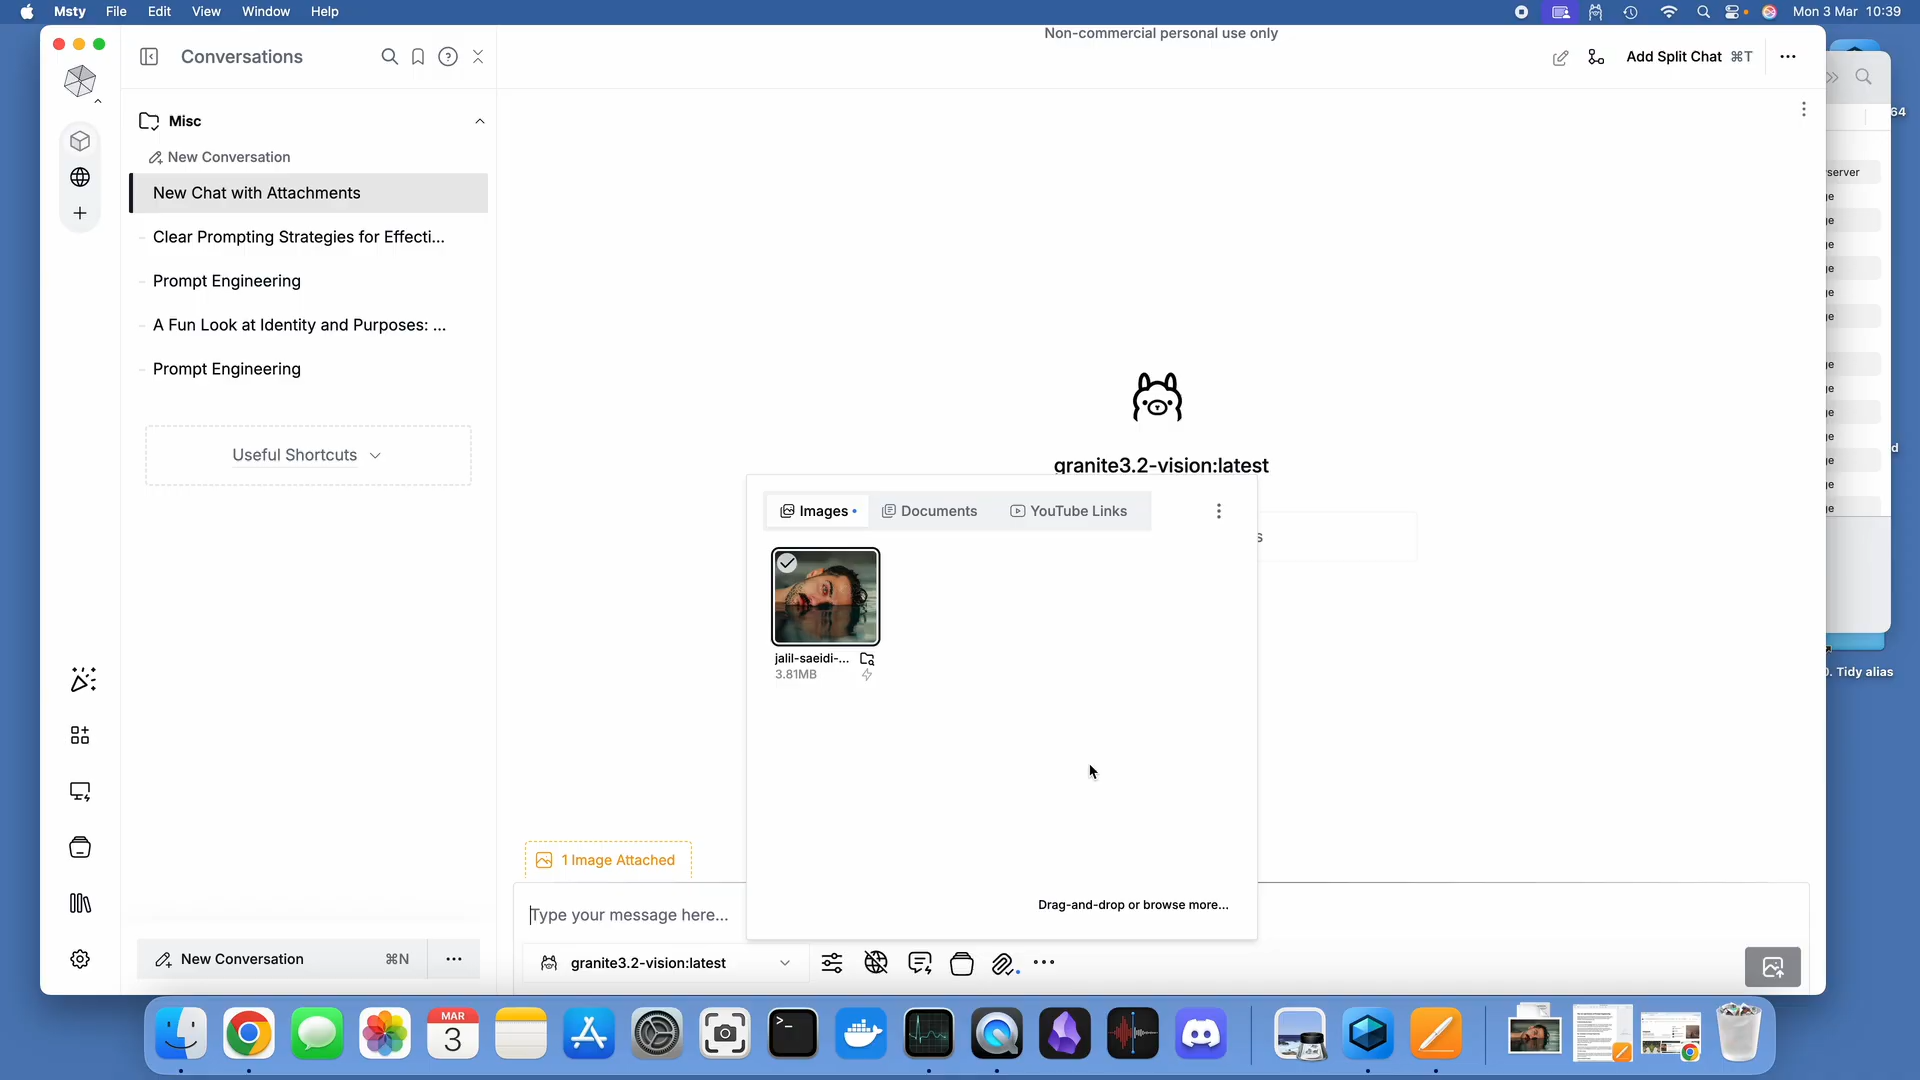 Msty File Edit View Window Help
Mon 3 Mar 10:39
Non-commercial personal use only
Conversations
Add Split Chat ⌘T
Misc
New Conversation
New Chat with Attachments
Clear Prompting Strategies for Effecti...
Prompt Engineering
A Fun Look at Identity and Purposes: ...
Prompt Engineering
Useful Shortcuts
granite3.2-vision:latest
Images
Documents
YouTube Links
s
jalil-saeidi-...
3.81MB
1 Image Attached
Drag-and-drop or browse more...
Type your message here...
New Conversation ⌘N
granite3.2-vision:latest
64
server
d
Tidy alias
MAR
3